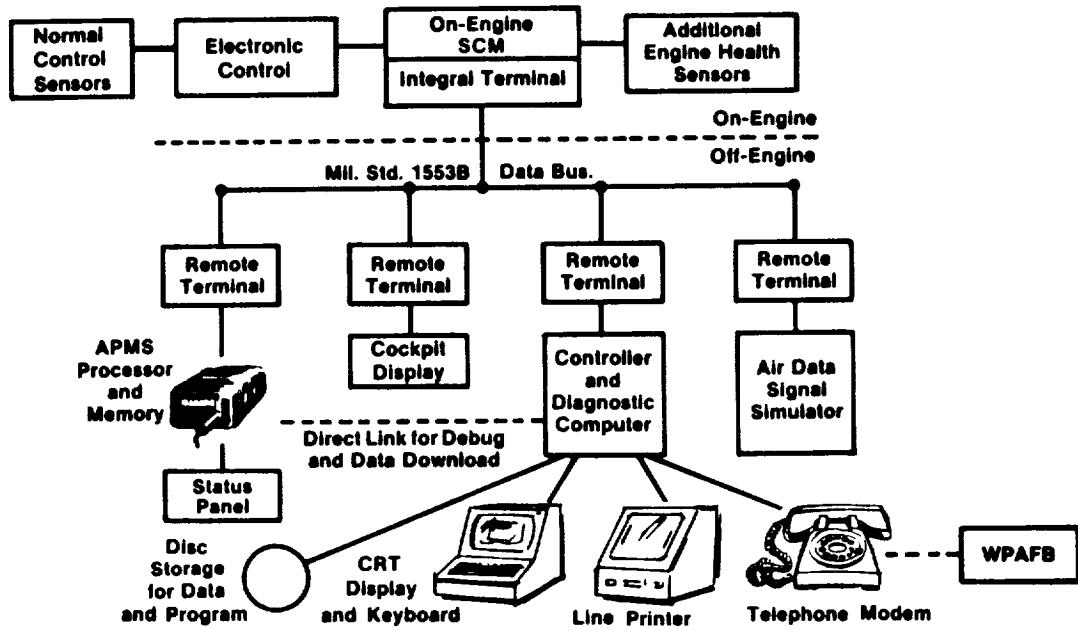 Normal
Control
Sensors
Electronic
Control
On-Engine
SCM
Integral Terminal
Additional
Engine Health
Sensors
On-Engine
Off-Engine
Mil. Std. 1553B Data Bus.
Remote
Terminal
Remote
Terminal
Remote
Terminal
Remote
Terminal
APMS
Processor
and
Memory
Cockpit
Display
Controller
and
Diagnostic
Computer
Air Data
Signal
Simulator
Direct Link for Debug
and Data Download
Status
Panel
Disc
Storage
for Data
and Program
CRT
Display
and Keyboard
Line Printer
Telephone Modem
WPAFB